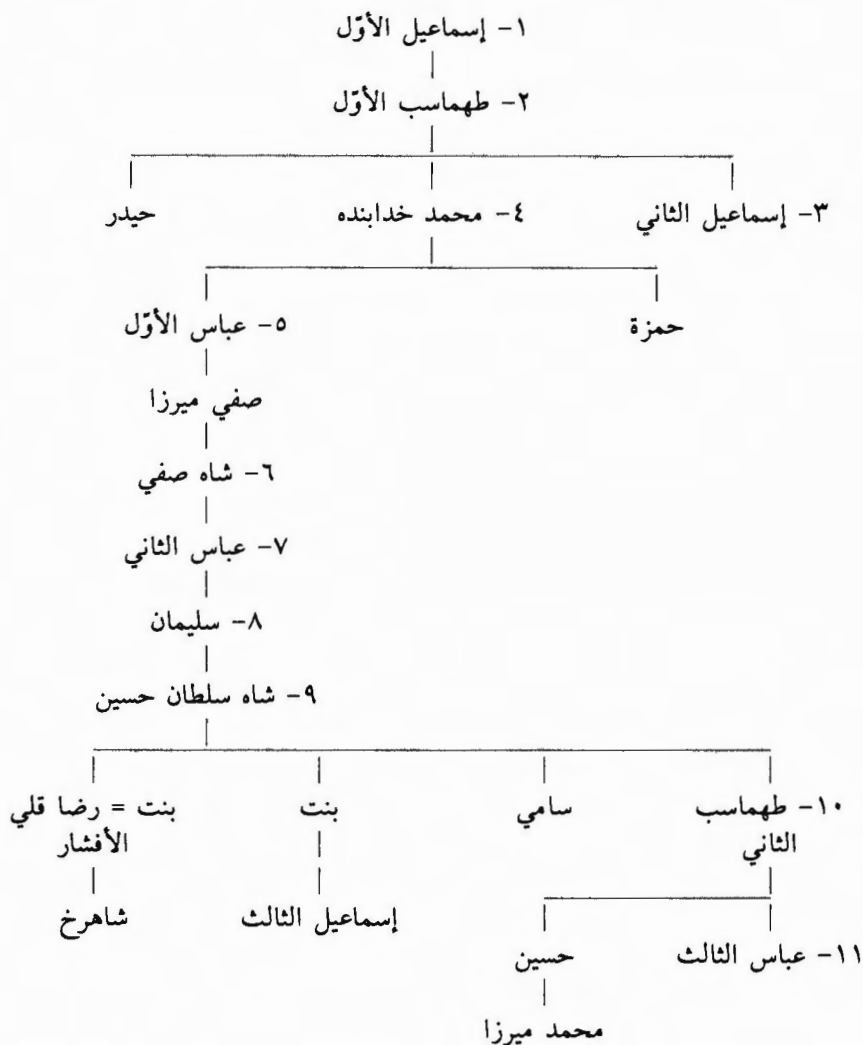 ١- إسماعيل الأوّل
٢- طهماسب الأوّل
٣- إسماعيل الثاني
٤- محمد خدابنده
حيدر
حمزة
٥- عباس الأوّل
صفي ميرزا
٦- شاه صفي
٧- عباس الثاني
٨- سليمان
٩- شاه سلطان حسين
١٠- طهماسب
الثاني
سامي
بنت
بنت = رضا قلي
الأفشار
إسماعيل الثالث
شاهرخ
١١- عباس الثالث
حسين
محمد ميرزا